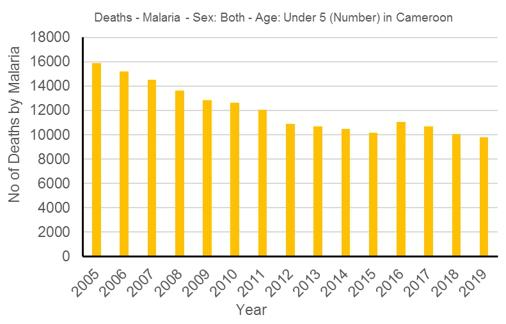 Deaths - Malaria - Sex: Both - Age: Under 5 (Number) in Cameroon
No of Deaths by Malaria
18000
16000
14000
12000
10000
8000
6000
4000
2000
0
2005 2006 2007 2008 2009 2010 2011 2012 2013 2014 2015 2016 2017 2018 2019
Year